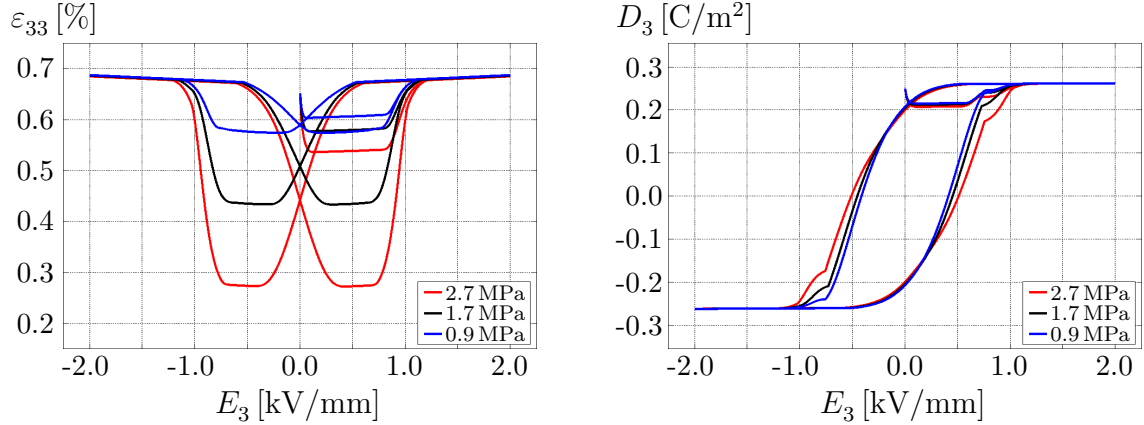 ε₃₃ [%]
0.7
0.6
0.5
0.4
0.3
0.2
-2.0 -1.0 0.0 1.0 2.0
E₃ [kV/mm]
2.7 MPa
1.7 MPa
0.9 MPa
D₃ [C/m²]
0.3
0.2
0.1
0.0
-0.1
-0.2
-0.3
-2.0 -1.0 0.0 1.0 2.0
E₃ [kV/mm]
2.7 MPa
1.7 MPa
0.9 MPa